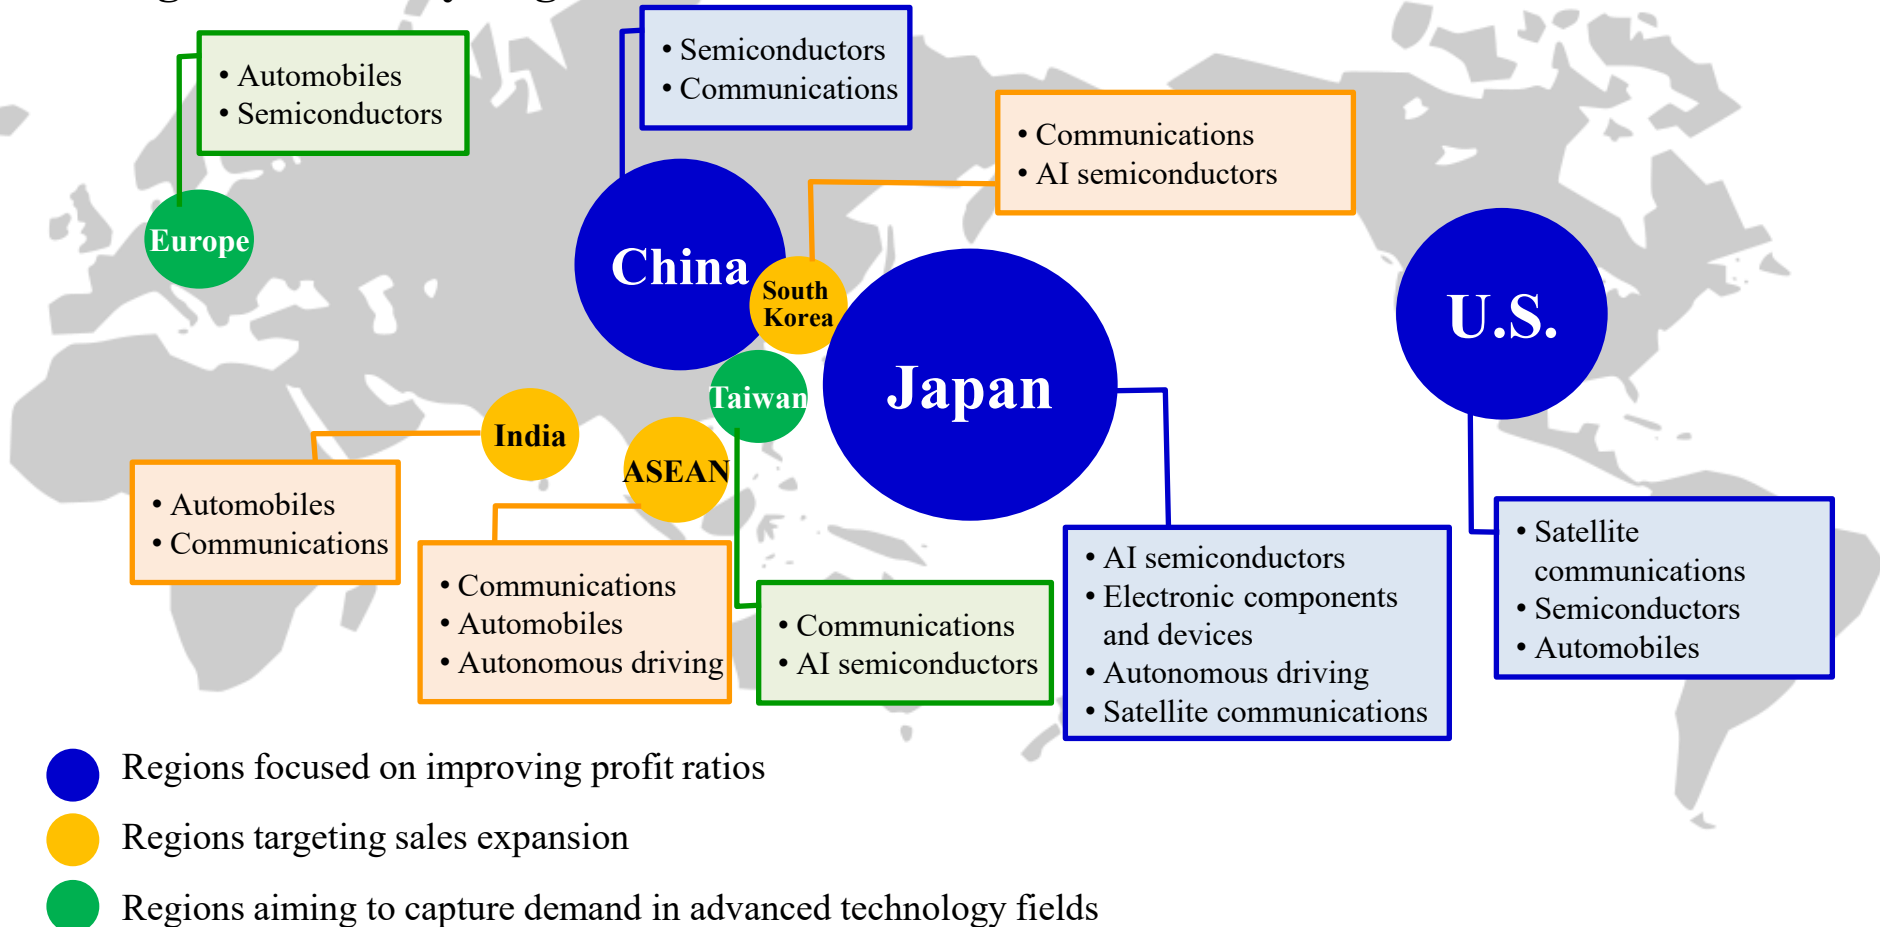 • Automobiles
• Semiconductors
• Semiconductors
• Communications
• Communications
• AI semiconductors
Europe
China
South
Korea
U.S.
Japan
Taiwan
India
ASEAN
• Automobiles
• Communications
• Communications
• Automobiles
• Autonomous driving
• Communications
• AI semiconductors
• AI semiconductors
• Electronic components
and devices
• Autonomous driving
• Satellite communications
• Satellite
communications
• Semiconductors
• Automobiles
Regions focused on improving profit ratios
Regions targeting sales expansion
Regions aiming to capture demand in advanced technology fields